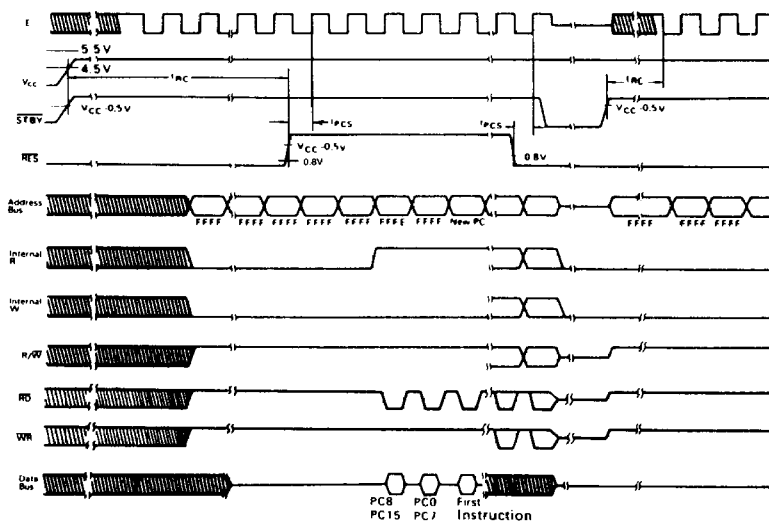 E
5.5V
4.5V
VCC
tRC
tRC
VCC -0.5V
VCC -0.5V
STBY
tPCS
tPCS
VCC -0.5V
0.8V
0.8V
RES
Address
Bus
FFFF FFFF FFFF FFFF FFFF FFFE FFFF New PC FFFF FFFF FFFF
Internal
R
Internal
W
R/W
RD
WR
Data
Bus
PC8 PC0 First
PC15 PC7 Instruction